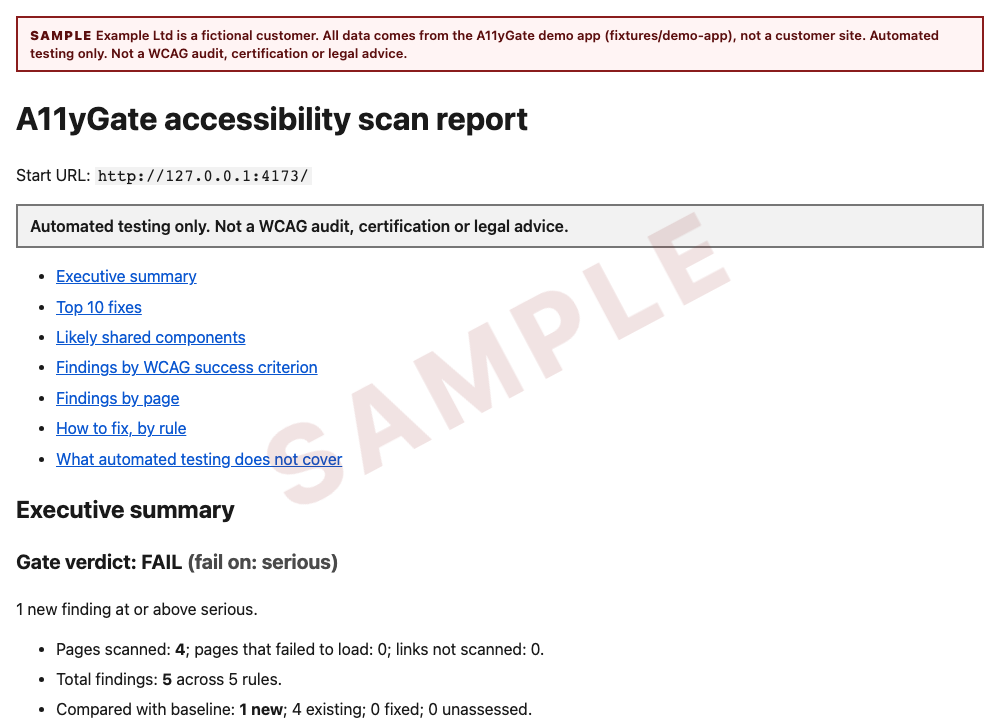 SAMPLE Example Ltd is a fictional customer. All data comes from the A11yGate demo app (fixtures/demo-app), not a customer site. Automated
testing only. Not a WCAG audit, certification or legal advice.
A11yGate accessibility scan report
Start URL: http://127.0.0.1:4173/
Automated testing only. Not a WCAG audit, certification or legal advice.
• Executive summary
• Top 10 fixes
• Likely shared components
• Findings by WCAG success criterion
• Findings by page
• How to fix, by rule
• What automated testing does not cover
SAMPLE
Executive summary
Gate verdict: FAIL (fail on: serious)
1 new finding at or above serious.
• Pages scanned: 4; pages that failed to load: 0; links not scanned: 0.
• Total findings: 5 across 5 rules.
• Compared with baseline: 1 new; 4 existing; 0 fixed; 0 unassessed.